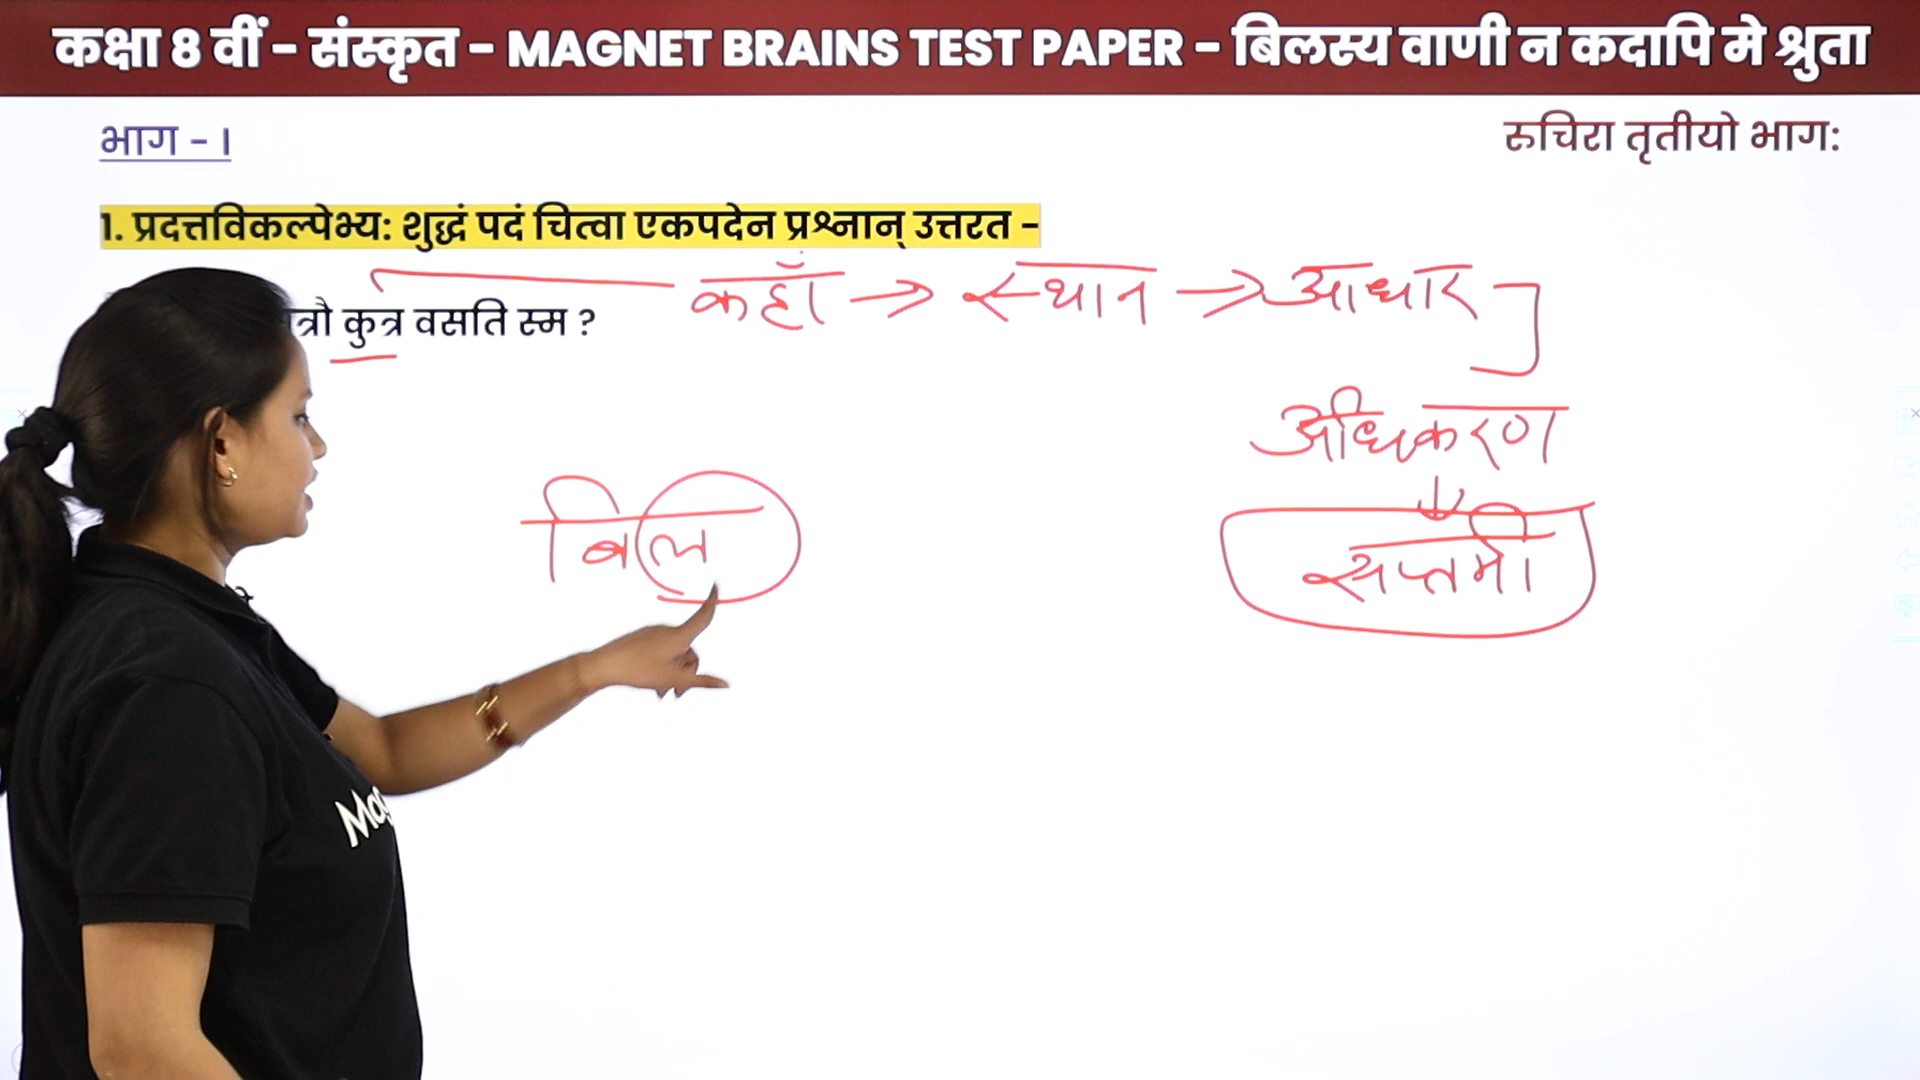 कक्षा 8 वीं - संस्कृत - MAGNET BRAINS TEST PAPER - बिलस्य वाणी न कदापि मे श्रुता
भाग - I
रुचिरा तृतीयो भाग:
1. प्रदत्तविकल्पेभ्य: शुद्धं पदं चित्वा एकपदेन प्रश्नान् उत्तरत -
कहाँ → स्थान → आधार
कुत्र वसति स्म ?
अधिकरण
बिल
सप्तमी